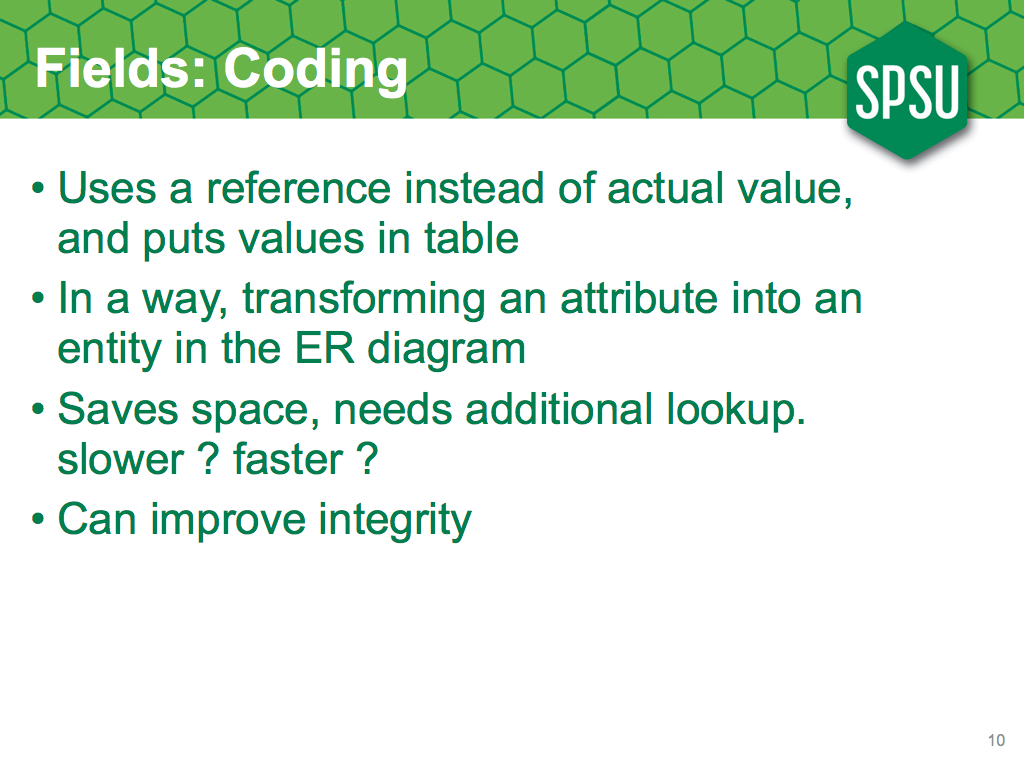 Fields: Coding
SPSU
• Uses a reference instead of actual value,
and puts values in table
• In a way, transforming an attribute into an
entity in the ER diagram
• Saves space, needs additional lookup.
slower ? faster ?
• Can improve integrity
10